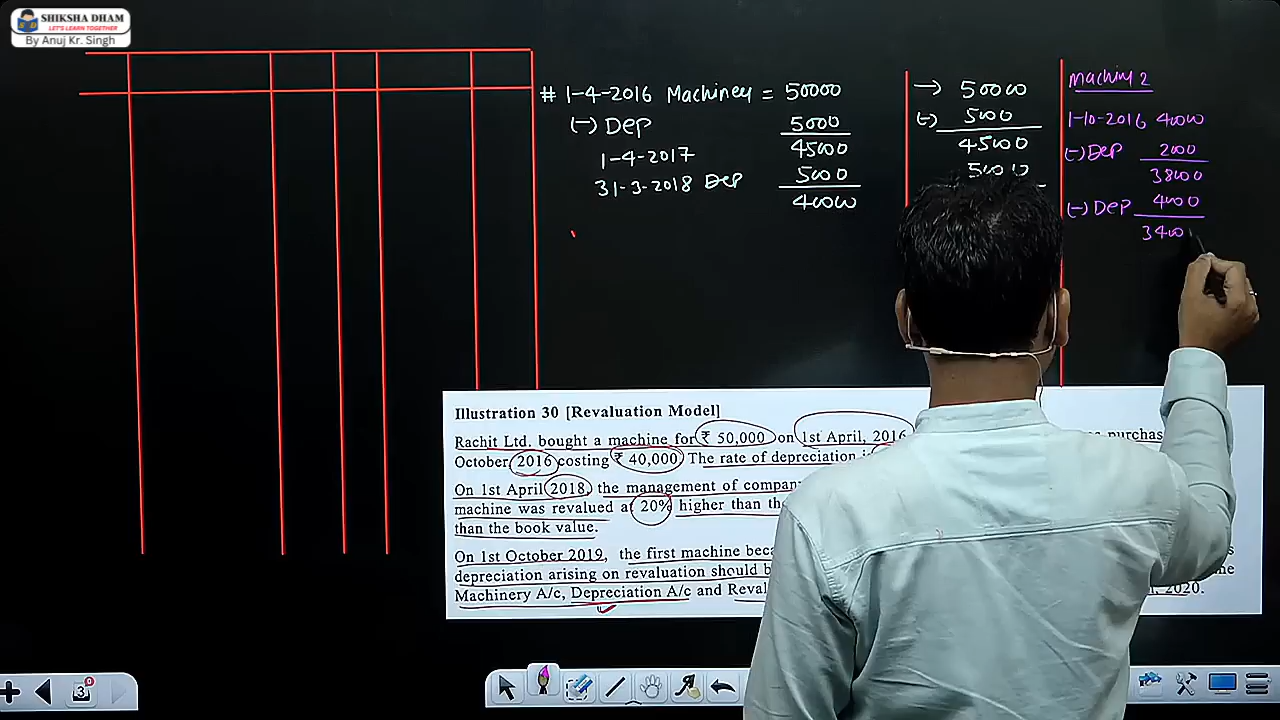 SHIKSHA DHAM
LET'S LEARN TOGETHER
By Anuj Kr. Singh
# 1-4-2016 Machinery = 50000
(-) Dep 5000
1-4-2017 45000
31-3-2018 Dep 5000
40000
→ 50000
(-) 5000
45000
5000
Machiny 2
1-10-2016 40000
(-) Dep 2000
38000
(-) Dep 4000
3400
Illustration 30 [Revaluation Model]
Rachit Ltd. bought a machine for ₹ 50,000 on 1st April, 2016
October 2016 costing ₹ 40,000 The rate of depreciation
On 1st April 2018 the management of company
machine was revalued at 20% higher than the
than the book value.
On 1st October 2019, the first machine
depreciation arising on revaluation should
Machinery A/c, Depreciation A/c and
2020.
3